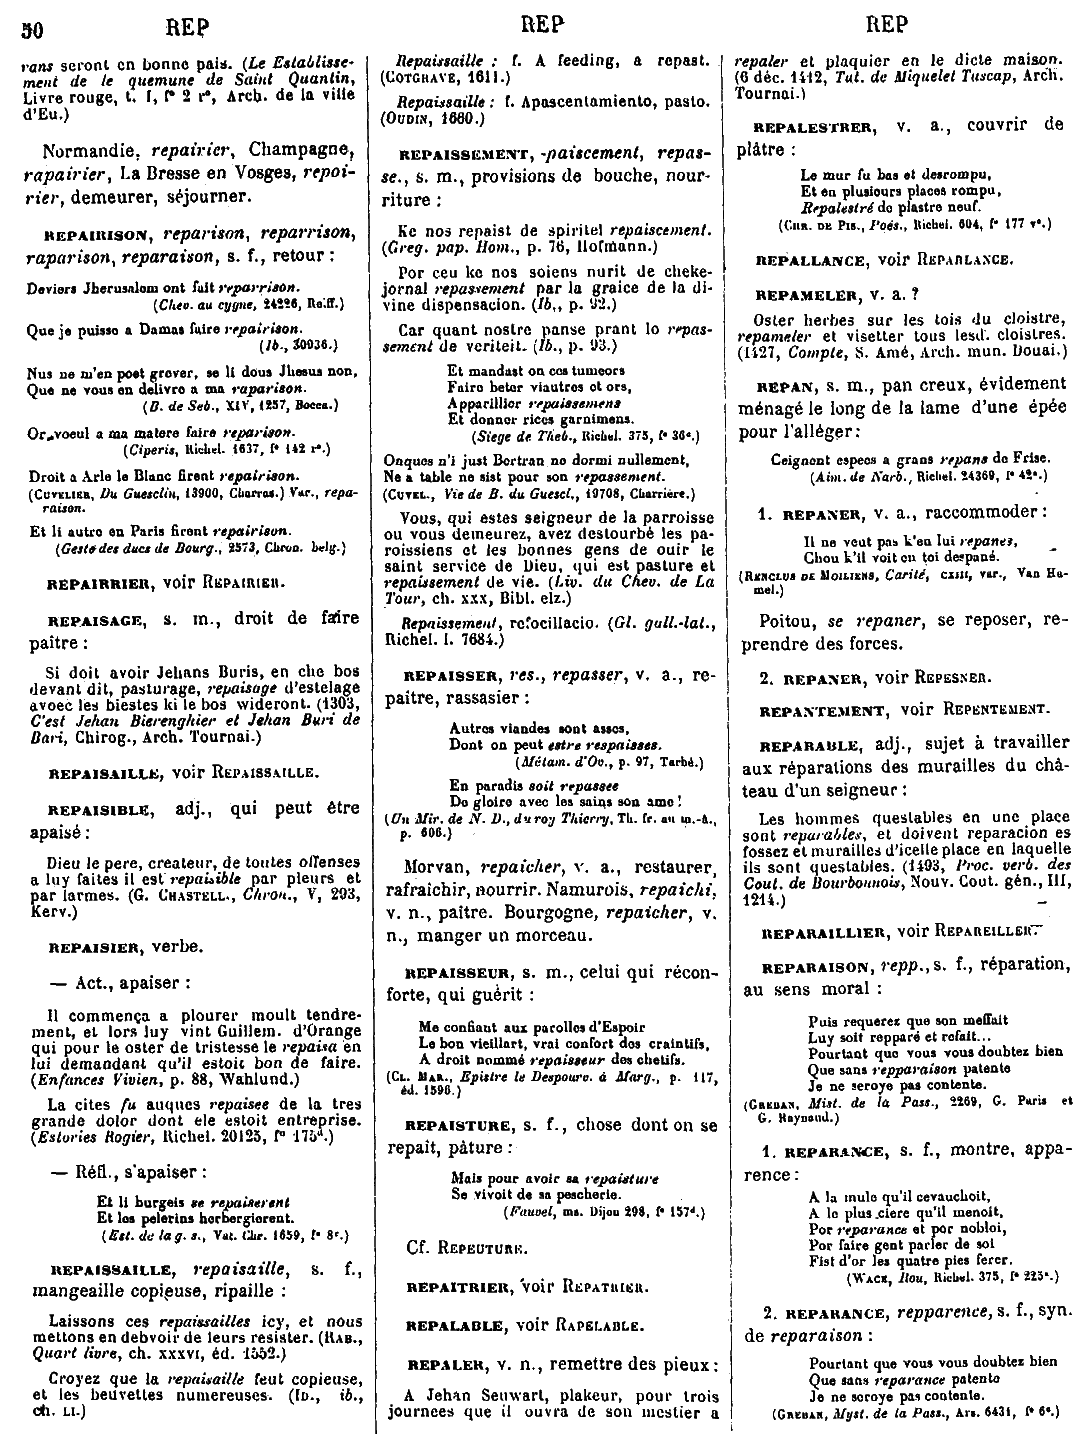 50 REP REP REP
rans seront en bonne pais. (Le Establisse-
ment de le quemune de Saint Quantin,
Livre rouge, t. I, f° 2 r°, Arch. de la ville
d'Eu.)
Normandie, repairier, Champagne,
rapairier, La Bresse en Vosges, repoi-
rier, demeurer, séjourner.
REPAIRISON, reparison, reparrison,
raparison, reparaison, s. f., retour :
Deviers Jherusalem ont fait reparrison.
(Chev. au cygne, 24226, Reiff.)
Que je puisse a Damas faire repairison.
(Ib., 30936.)
Nus ne m'en poet grever, se li dous Jhesus non,
Que ne vous en delivre a ma raparison.
(B. de Seb., XIV, 1257, Bocca.)
Or voeul a ma matere faire reparison.
(Ciperis, Richel. 1637, f° 142 r°.)
Droit a Arle le Blanc firent repairison.
(CUVELIER, Du Guesclin, 13900, Charras.) Var., repa-
raison.
Et li autre en Paris firent repairison.
(Geste des ducs de Bourg., 2573, Chron. belg.)
REPAIRRIER, voir REPAIRIER.
REPAISAGE, s. m., droit de faire
paître :
Si doit avoir Jehans Buris, en che bos
devant dit, pasturage, repaisage d'estelage
avoec les biestes ki le bos wideront. (1303,
C'est Jehan Bierenghier et Jehan Buri de
Bari, Chirog., Arch. Tournai.)
REPAISAILLE, voir REPAISSAILLE.
REPAISIBLE, adj., qui peut être
apaisé :
Dieu le pere, createur, de toutes offenses
a luy faites il est repaisible par pleurs et
par larmes. (G. CHASTELL., Chron., V, 293,
Kerv.)
REPAISIER, verbe.
— Act., apaiser :
Il commença a plourer moult tendre-
ment, et lors luy vint Guillem. d'Orange
qui pour le oster de tristesse le repaisa en
lui demandant qu'il estoit bon de faire.
(Enfances Vivien, p. 88, Wahlund.)
La cites fu auques repaisee de la tres
grande dolor dont ele estoit entreprise.
(Estories Rogier, Richel. 20125, f° 175d.)
— Réfl., s'apaiser :
Et li burgeis se repaiserent
Et les pelerins herbergierent.
(Est. de la g. s., Vat. Chr. 1659, f° 8c.)
REPAISSAILLE, repaisaille, s. f.,
mangeaille copieuse, ripaille :
Laissons ces repaissailles icy, et nous
mettons en debvoir de leurs resister. (RAB.,
Quart livre, ch. XXXVI, éd. 1552.)
Croyez que la repaisaille feut copieuse,
et les beuvettes numereuses. (ID., ib.,
ch. LI.)
Repaissaille : f. A feeding, a repast.
(COTGRAVE, 1611.)
Repaissaille : f. Apascentamiento, pasto.
(OUDIN, 1660.)
REPAISSEMENT, -paiscement, repas-
se., s. m., provisions de bouche, nour-
riture :
Ke nos repaist de spiritel repaiscement.
(Greg. pap. Hom., p. 76, Hofmann.)
Por ceu ke nos soiens nurit de cheke-
jornal repassement par la graice de la di-
vine dispensacion. (Ib., p. 92.)
Car quant nostre panse prant lo repas-
sement de veriteit. (Ib., p. 93.)
Et mandast on ces tumeors
Faire beter viautres et ors,
Apparillier repaissemens
Et donner rices garnimens.
(Siege de Theb., Richel. 375, f° 36c.)
Onques n'i just Bertran ne dormi nullement,
Ne a table ne sist pour son repassement.
(CUVEL., Vie de B. du Guescl., 19708, Charrière.)
Vous, qui estes seigneur de la parroisse
ou vous demeurez, avez destourbé les pa-
roissiens et les bonnes gens de ouir le
saint service de Dieu, qui est pasture et
repaissement de vie. (Liv. du Chev. de La
Tour, ch. xxx, Bibl. elz.)
Repaissement, refocillacio. (Gl. gall.-lat.,
Richel. l. 7684.)
REPAISSER, res., repasser, v. a., re-
paître, rassasier :
Autres viandes sont asses,
Dont on peut estre respaisses.
(Métam. d'Ov., p. 97, Tarbé.)
En paradis soit repassee
De gloire avec les sains son ame !
(Un Mir. de N. D., du roy Thierry, Th. fr. au m.-â.,
p. 606.)
Morvan, repaicher, v. a., restaurer,
rafraichir, nourrir. Namurois, repaichi,
v. n., paître. Bourgogne, repaicher, v.
n., manger un morceau.
REPAISSEUR, s. m., celui qui récon-
forte, qui guérit :
Me confiant aux parolles d'Espoir
Le bon vieillart, vrai confort des craintifs,
A droit nommé repaisseur des chetifs.
(CL. MAR., Epistre le Despourv. à Marg., p. 117,
éd. 1596.)
REPAISTURE, s. f., chose dont on se
repaît, pâture :
Mais pour avoir sa repaisture
Se vivoit de sa pescherie.
(Fauvel, ms. Dijon 298, f° 157d.)
Cf. REPEUTURE.
REPAITRIER, voir REPATRIER.
REPALABLE, voir RAPELABLE.
REPALER, v. n., remettre des pieux :
A Jehan Seuwart, plakeur, pour trois
journees que il ouvra de son mestier a
repaler et plaquier en le dicte maison.
(6 déc. 1412, Tut. de Miquelet Tuscap, Arch.
Tournai.)
REPALESTRER, v. a., couvrir de
plâtre :
Le mur fu bas et desrompu,
Et en plusiours places rompu,
Repalestré de plastre neuf.
(CHR. DE PIS., Poés., Richel. 604, f° 177 v°.)
REPALLANCE, voir REPARLANCE.
REPAMELER, v. a. ?
Oster herbes sur les tois du cloistre,
repameler et visetter tous lesd. cloistres.
(1427, Compte, S. Amé, Arch. mun. Douai.)
REPAN, s. m., pan creux, évidement
ménagé le long de la lame d'une épée
pour l'alléger :
Ceignent espees a grans repans de Frise.
(Aim. de Narb., Richel. 24369, f° 42a.)
1. REPANER, v. a., raccommoder :
Il ne veut pas k'en lui repanes,
Chou k'il voit en toi despané.
(RENCLUS DE MOILIENS, Carité, CXIII, var., Van Ha-
mel.)
Poitou, se repaner, se reposer, re-
prendre des forces.
2. REPANER, voir REPESNER.
REPANTEMENT, voir REPENTEMENT.
REPARABLE, adj., sujet à travailler
aux réparations des murailles du châ-
teau d'un seigneur :
Les hommes questables en une place
sont reparables, et doivent reparacion es
fossez et murailles d'icelle place en laquelle
ils sont questables. (1493, Proc. verb. des
Cout. de Bourbonnois, Nouv. Cout. gén., III,
1214.)
REPARAILLIER, voir REPAREILLER.
REPARAISON, repp., s. f., réparation,
au sens moral :
Puis requerez que son meffait
Luy soit repparé et refait...
Pourtant que vous vous doubtez bien
Que sans repparaison patente
Je ne seroye pas contente.
(GREBAN, Mist. de la Pass., 2269, G. Paris et
G. Raynaud.)
1. REPARANCE, s. f., montre, appa-
rence :
A la mule qu'il cevauchoit,
A le plus ciere qu'il menoit,
Por reparance et por nobloi,
Por faire gent parler de soi
Fist d'or les quatre pies ferer.
(WACE, Rou, Richel. 375, f° 225a.)
2. REPARANCE, repparence, s. f., syn.
de reparaison :
Pourtant que vous vous doubtez bien
Que sans reparance patente
Je ne seroye pas contente.
(GREBAN, Myst. de la Pass., Ars. 6431, f° 6c.)